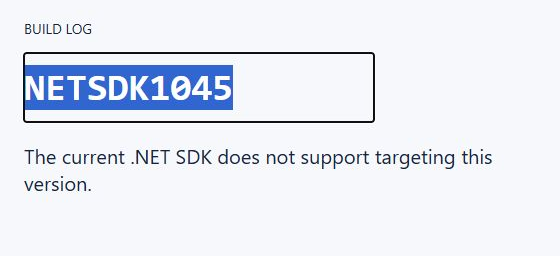 BUILD LOG
NETSDK1045
The current .NET SDK does not support targeting this
version.